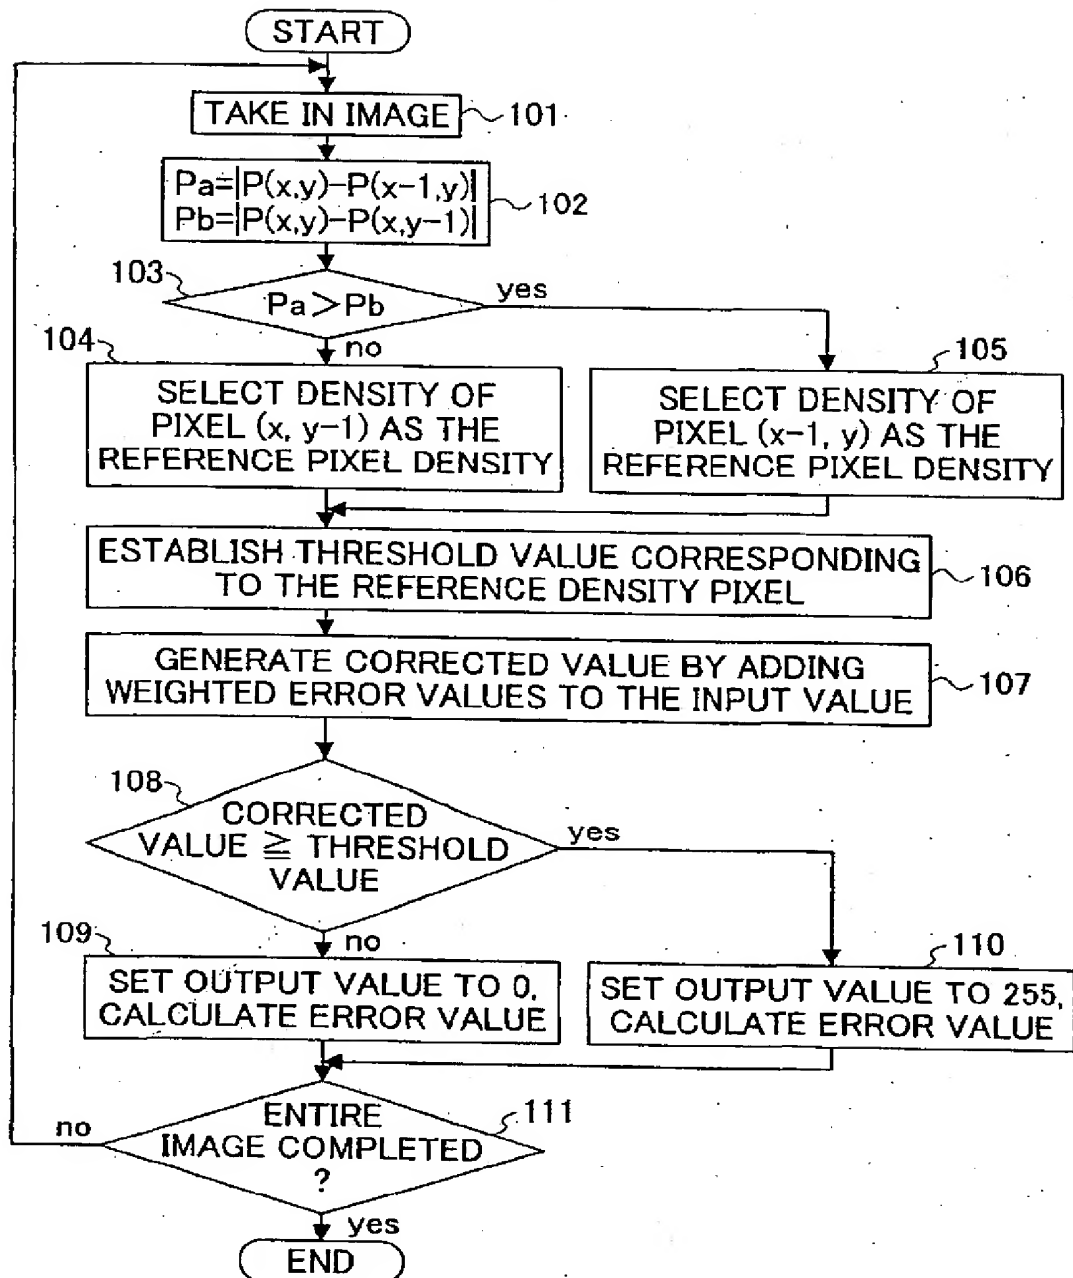 START
TAKE IN IMAGE
101
Pa=|P(x,y)-P(x-1,y)|
Pb=|P(x,y)-P(x,y-1)|
102
103
Pa>Pb
yes
no
104
SELECT DENSITY OF
PIXEL (x, y-1) AS THE
REFERENCE PIXEL DENSITY
105
SELECT DENSITY OF
PIXEL (x-1, y) AS THE
REFERENCE PIXEL DENSITY
ESTABLISH THRESHOLD VALUE CORRESPONDING
TO THE REFERENCE DENSITY PIXEL
106
GENERATE CORRECTED VALUE BY ADDING
WEIGHTED ERROR VALUES TO THE INPUT VALUE
107
108
CORRECTED
VALUE ≧ THRESHOLD
VALUE
yes
no
109
SET OUTPUT VALUE TO 0,
CALCULATE ERROR VALUE
110
SET OUTPUT VALUE TO 255,
CALCULATE ERROR VALUE
111
no
ENTIRE
IMAGE COMPLETED
?
yes
END